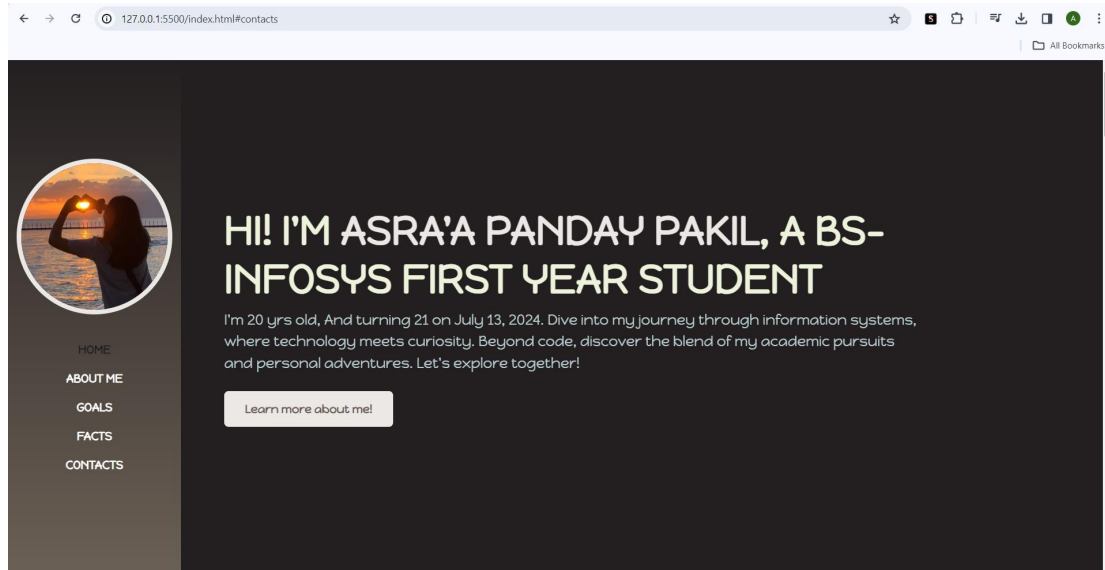 127.0.0.1:5500/index.html#contacts
S
A
All Bookmarks
HI! I'M ASRA'A PANDAY PAKIL, A BS-
INFOSYS FIRST YEAR STUDENT
I'm 20 yrs old, And turning 21 on July 13, 2024. Dive into my journey through information systems,
where technology meets curiosity. Beyond code, discover the blend of my academic pursuits
and personal adventures. Let's explore together!
Learn more about me!
HOME
ABOUT ME
GOALS
FACTS
CONTACTS